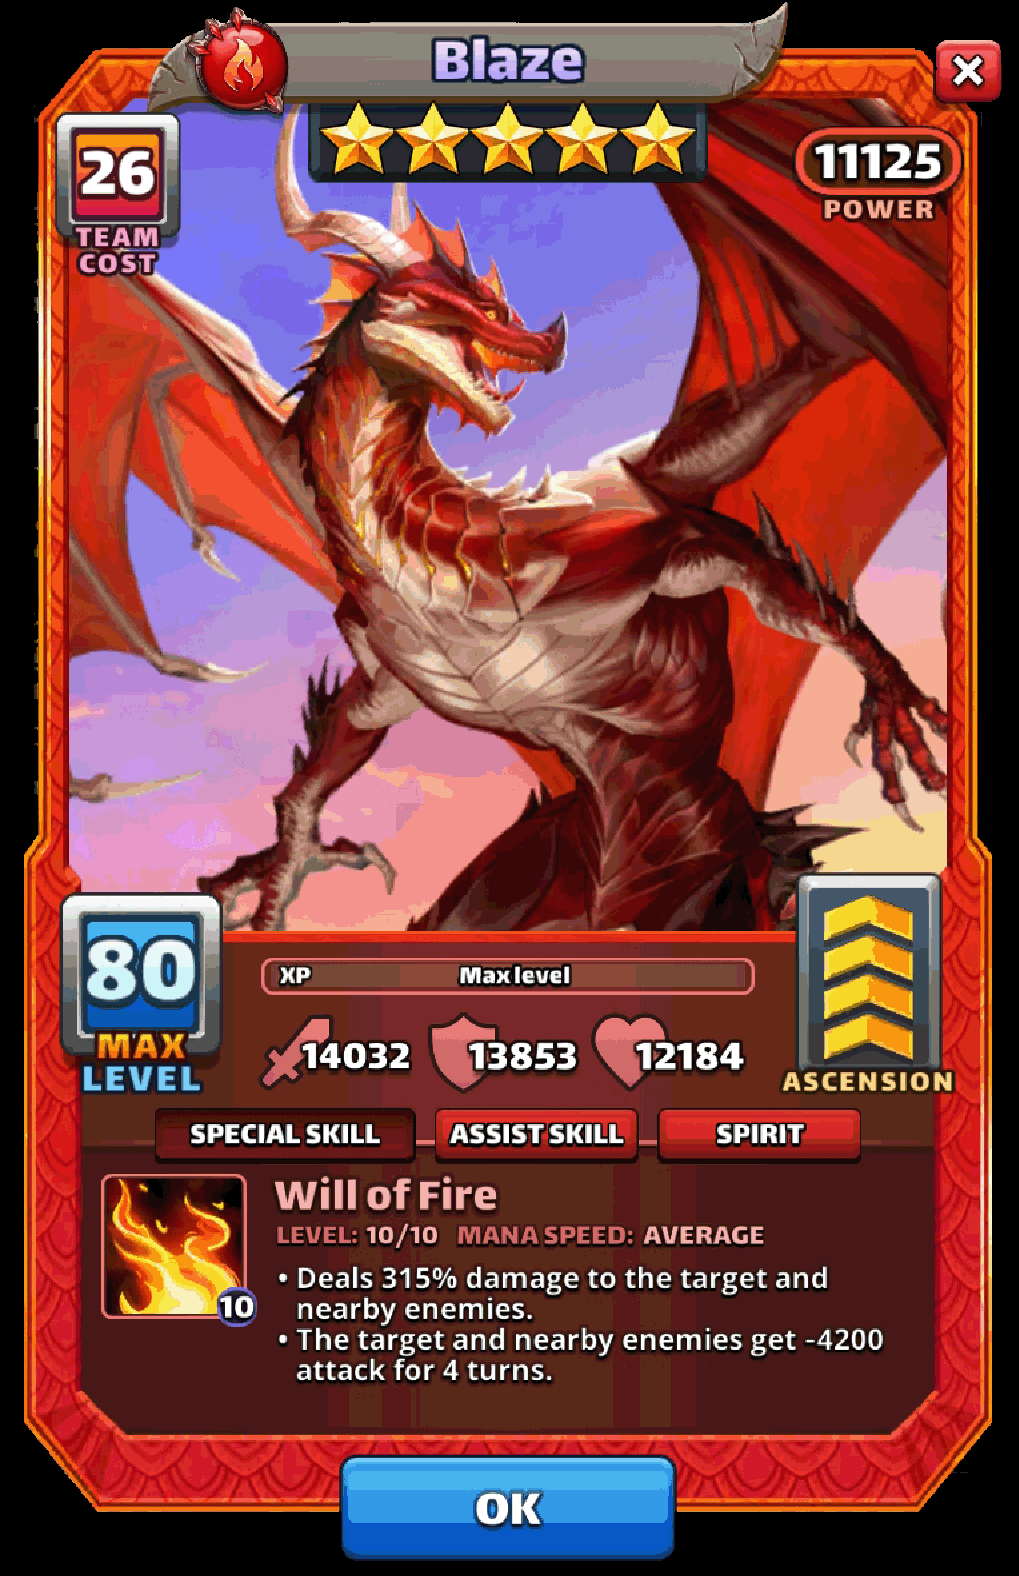 Blaze
26
TEAM
COST
11125
POWER
80
MAX
LEVEL
XP Max level
14032 13853 12184
ASCENSION
SPECIAL SKILL ASSIST SKILL SPIRIT
Will of Fire
LEVEL: 10/10 MANA SPEED: AVERAGE
10
• Deals 315% damage to the target and
nearby enemies.
• The target and nearby enemies get -4200
attack for 4 turns.
OK